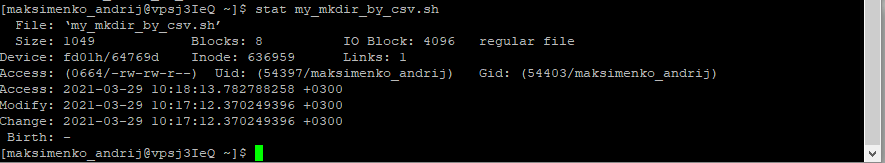 [maksimenko_andrij@vpsj3IeQ ~]$ stat my_mkdir_by_csv.sh
  File: ‘my_mkdir_by_csv.sh’
  Size: 1049            Blocks: 8          IO Block: 4096   regular file
Device: fd01h/64769d    Inode: 636959      Links: 1
Access: (0664/-rw-rw-r--)  Uid: (54397/maksimenko_andrij)   Gid: (54403/maksimenko_andrij)
Access: 2021-03-29 10:18:13.782788258 +0300
Modify: 2021-03-29 10:17:12.370249396 +0300
Change: 2021-03-29 10:17:12.370249396 +0300
 Birth: -
[maksimenko_andrij@vpsj3IeQ ~]$